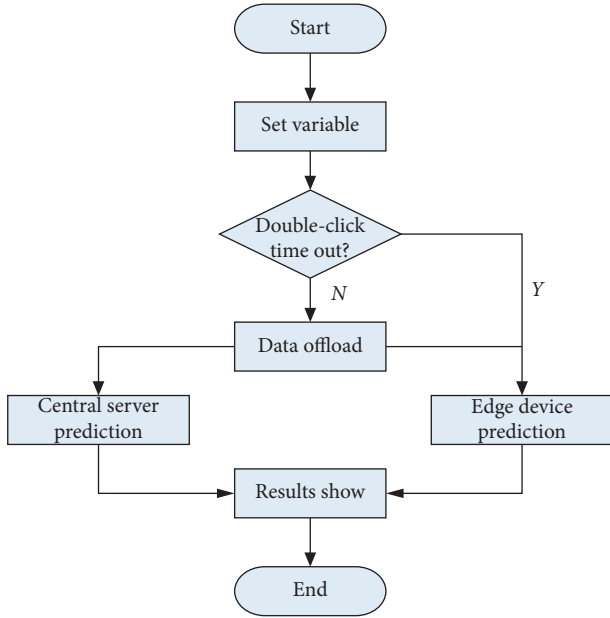 Start
Set variable
Double-click
time out?
N
Y
Data offload
Central server
prediction
Edge device
prediction
Results show
End